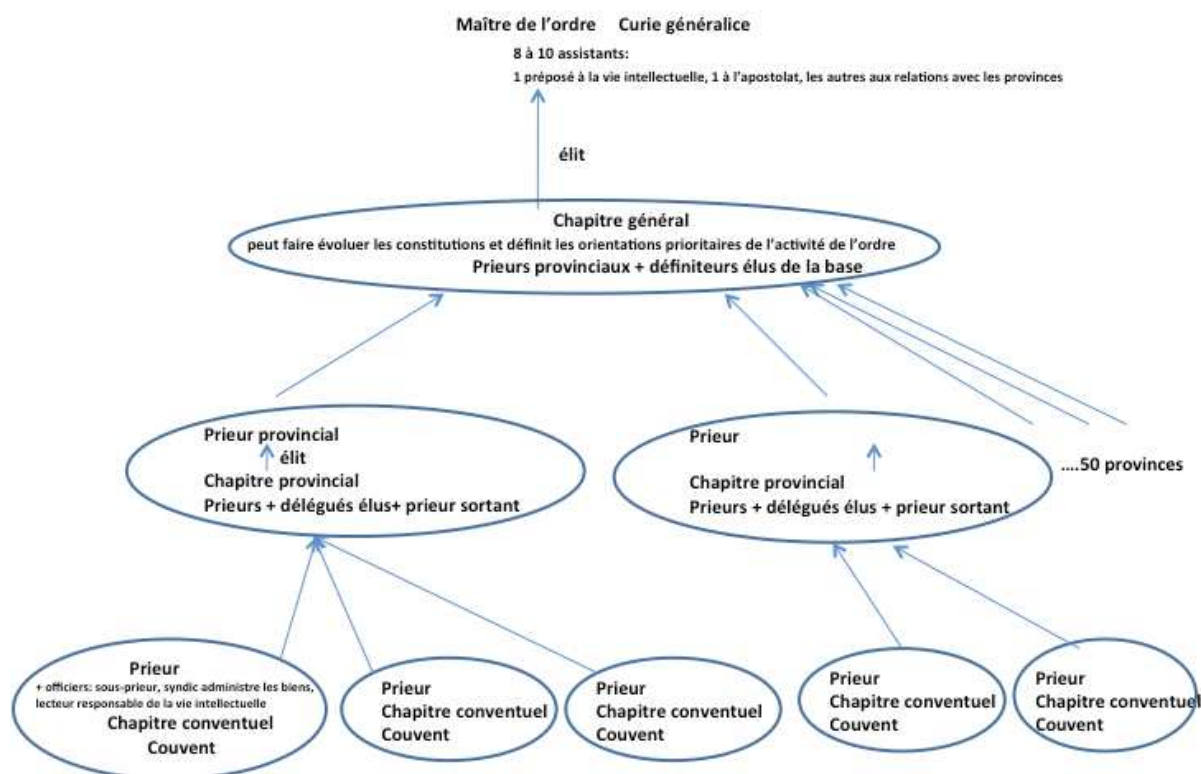 Maître de l'ordre Curie généralice
8 à 10 assistants:
1 préposé à la vie intellectuelle, 1 à l'apostolat, les autres aux relations avec les provinces
élit
Chapitre général
peut faire évoluer les constitutions et définit les orientations prioritaires de l'activité de l'ordre
Prieurs provinciaux + définiteurs élus de la base
Prieur provincial
élit
Chapitre provincial
Prieurs + délégués élus+ prieur sortant
Prieur
Chapitre provincial
Prieurs + délégués élus + prieur sortant
....50 provinces
Prieur
+ officiers: sous-prieur, syndic administre les biens,
lecteur responsable de la vie intellectuelle
Chapitre conventuel
Couvent
Prieur
Chapitre conventuel
Couvent
Prieur
Chapitre conventuel
Couvent
Prieur
Chapitre conventuel
Couvent
Prieur
Chapitre conventuel
Couvent